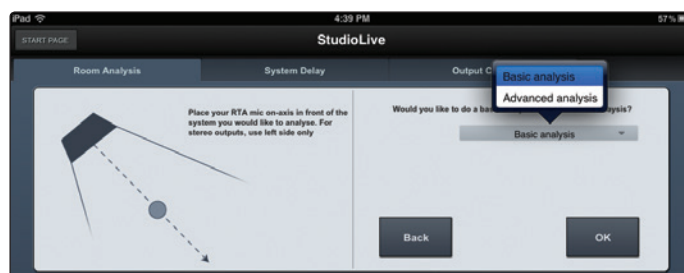 iPad 4:39 PM 57%
START PAGE StudioLive
Room Analysis System Delay Output C
Basic analysis
Advanced analysis
Place your RTA mic on-axis in front of the
system you would like to analyse. For
stereo outputs, use left side only
Would you like to do a bas ysis?
Basic analysis
Back OK